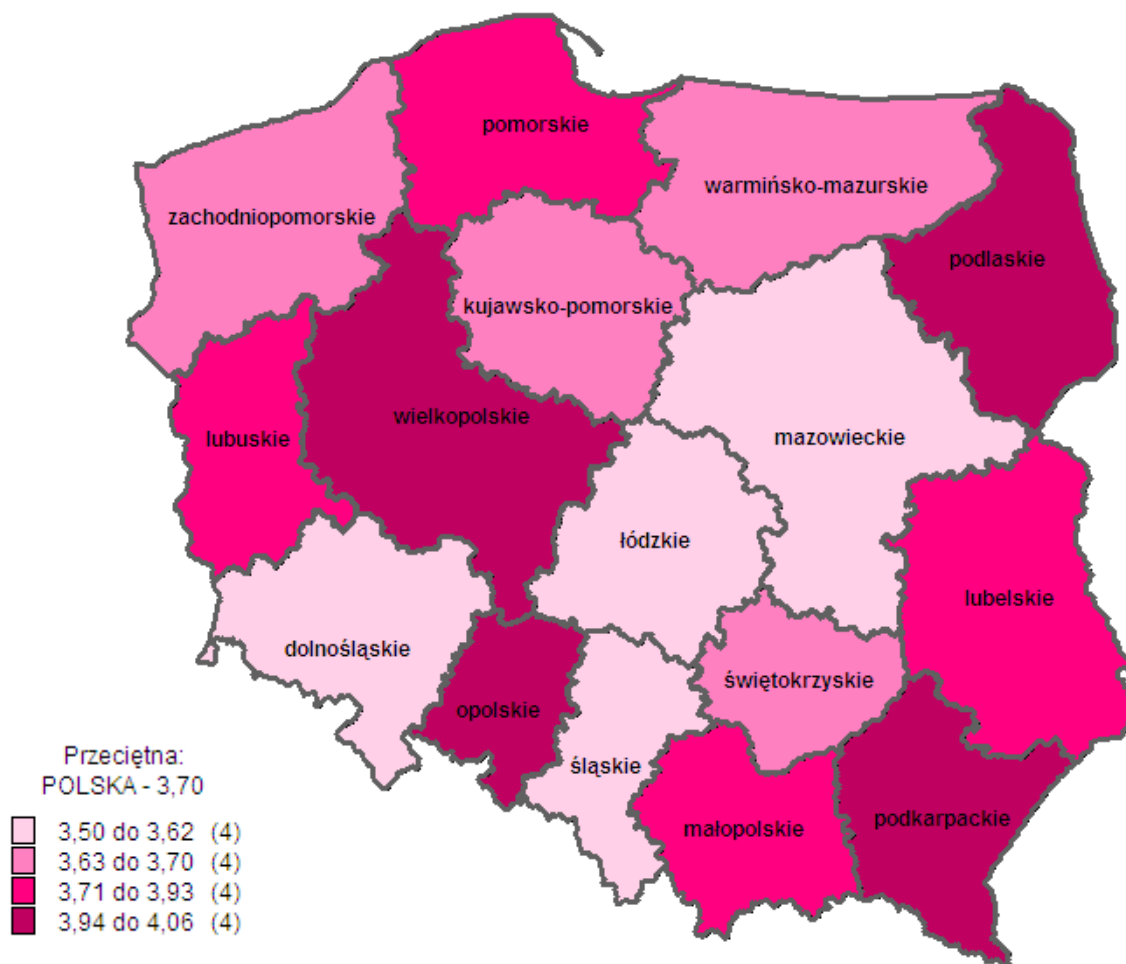 pomorskie
warmińsko-mazurskie
zachodniopomorskie
podlaskie
kujawsko-pomorskie
wielkopolskie
lubuskie
mazowieckie
łódzkie
lubelskie
dolnośląskie
świętokrzyskie
opolskie
śląskie
podkarpackie
małopolskie
Przeciętna:
POLSKA - 3,70
3,50 do 3,62 (4)
3,63 do 3,70 (4)
3,71 do 3,93 (4)
3,94 do 4,06 (4)